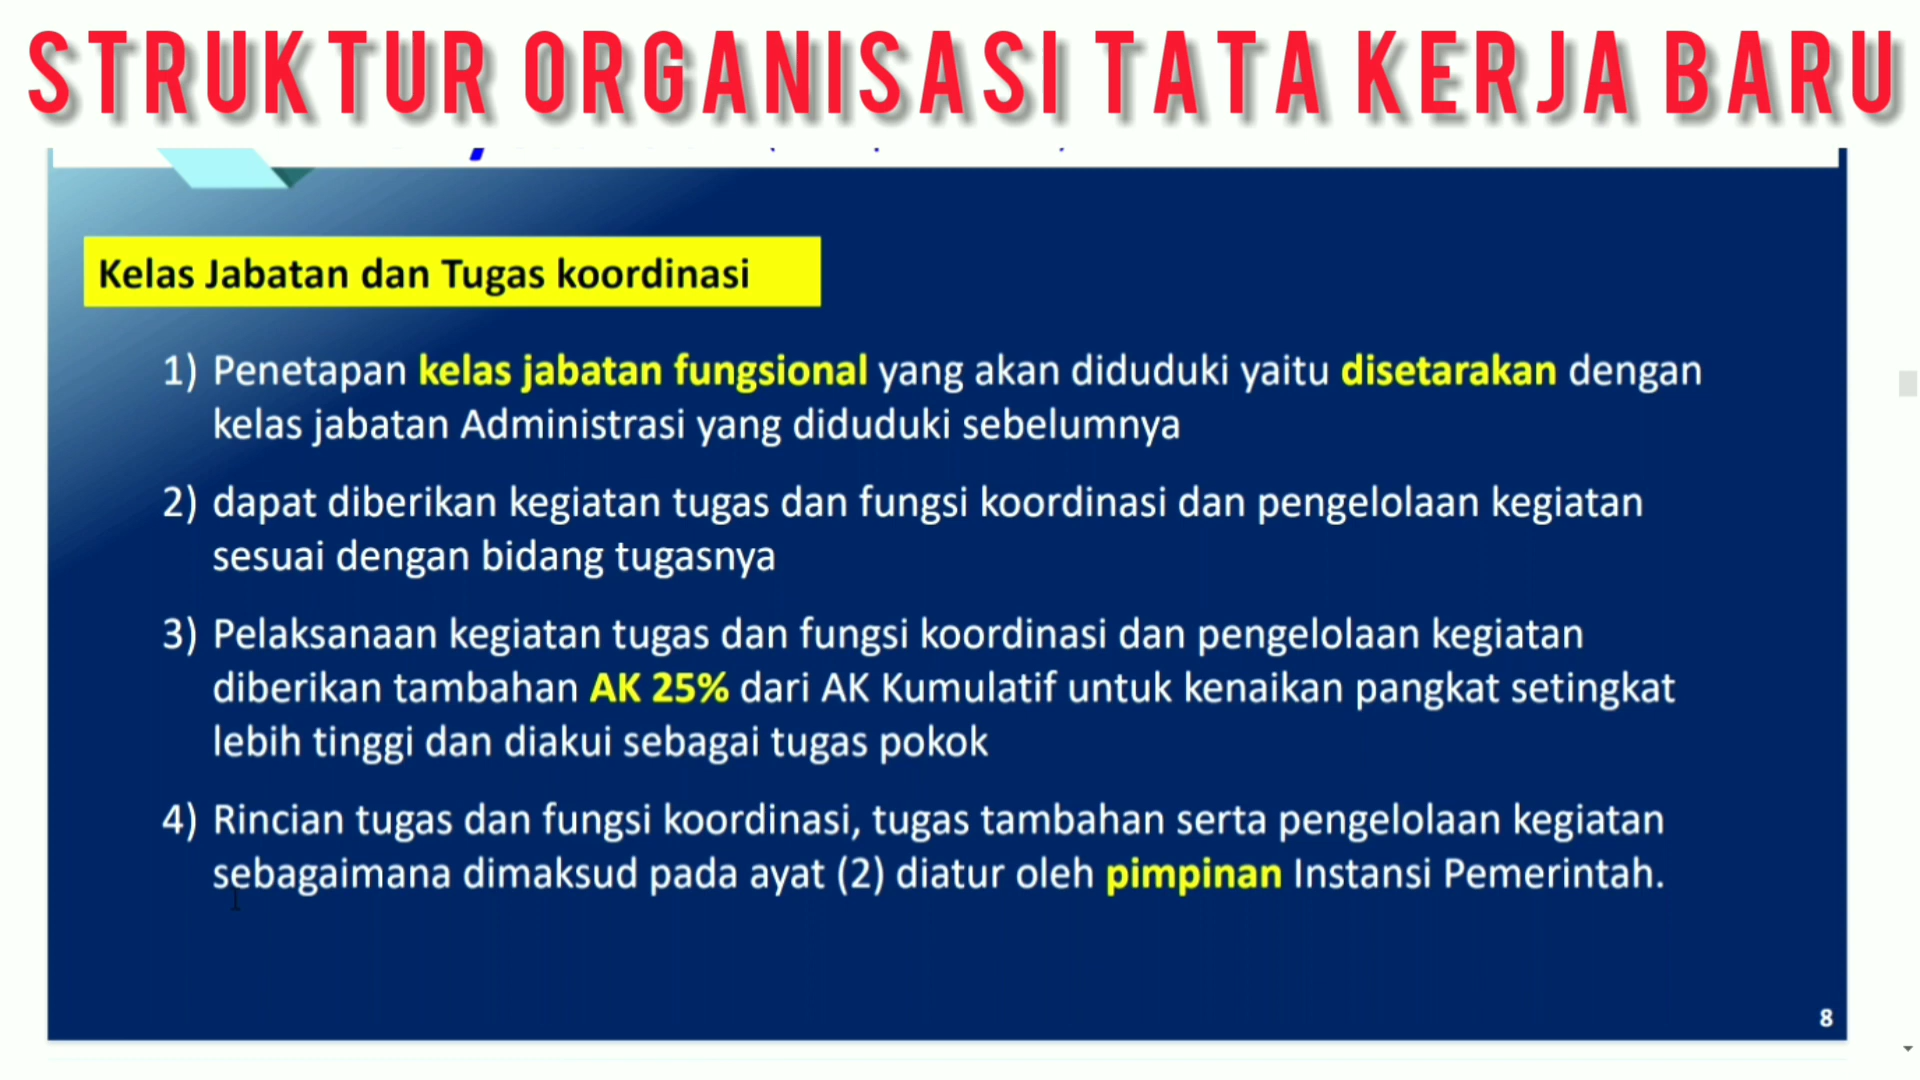 STRUKTUR ORGANISASI TATA KERJA BARU
Kelas Jabatan dan Tugas koordinasi
1) Penetapan kelas jabatan fungsional yang akan diduduki yaitu disetarakan dengan
kelas jabatan Administrasi yang diduduki sebelumnya
2) dapat diberikan kegiatan tugas dan fungsi koordinasi dan pengelolaan kegiatan
sesuai dengan bidang tugasnya
3) Pelaksanaan kegiatan tugas dan fungsi koordinasi dan pengelolaan kegiatan
diberikan tambahan AK 25% dari AK Kumulatif untuk kenaikan pangkat setingkat
lebih tinggi dan diakui sebagai tugas pokok
4) Rincian tugas dan fungsi koordinasi, tugas tambahan serta pengelolaan kegiatan
sebagaimana dimaksud pada ayat (2) diatur oleh pimpinan Instansi Pemerintah.
8